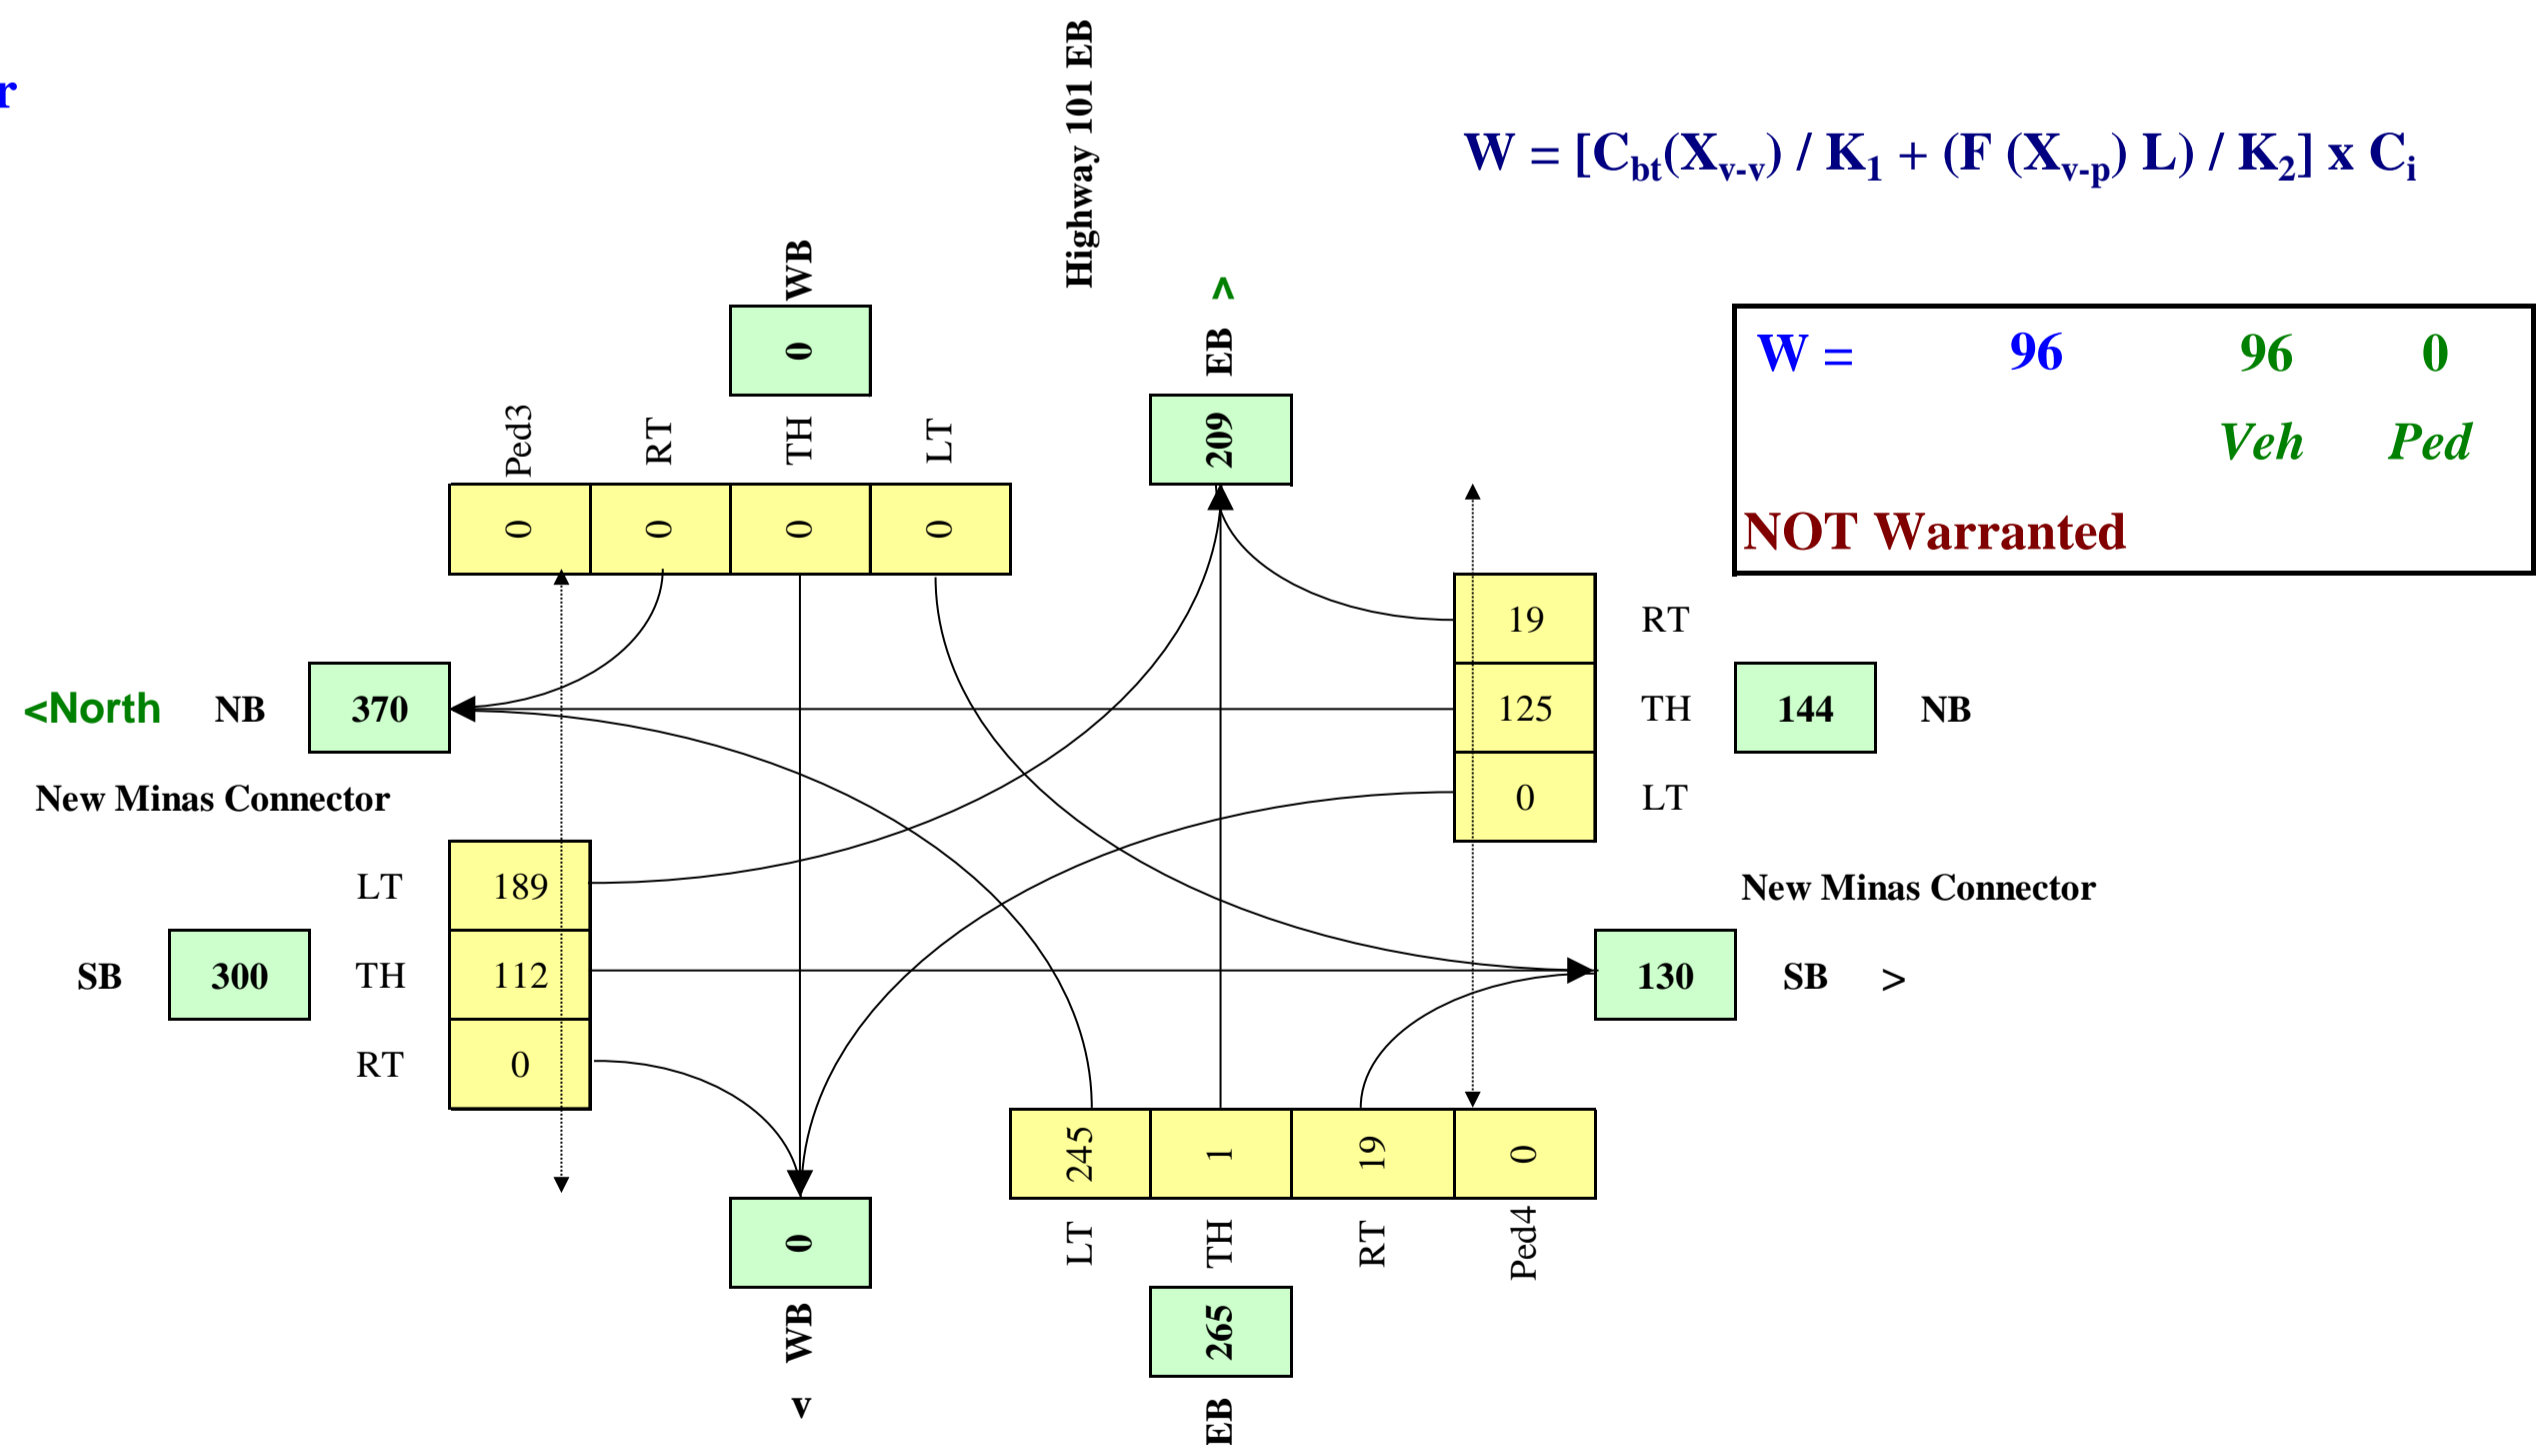 r
Highway 101 EB
W = [Cbt(Xv-v) / K1 + (F (Xv-p) L) / K2] x Ci
WB
0
^
EB
209
W = 96 96 0
Veh Ped
NOT Warranted
Ped3 RT TH LT
0 0 0 0
19 RT
<North NB 370
125 TH 144 NB
New Minas Connector
0 LT
LT 189
New Minas Connector
SB 300 TH 112
130 SB >
RT 0
245 1 19 0
LT TH RT Ped4
0
WB
v
265
EB